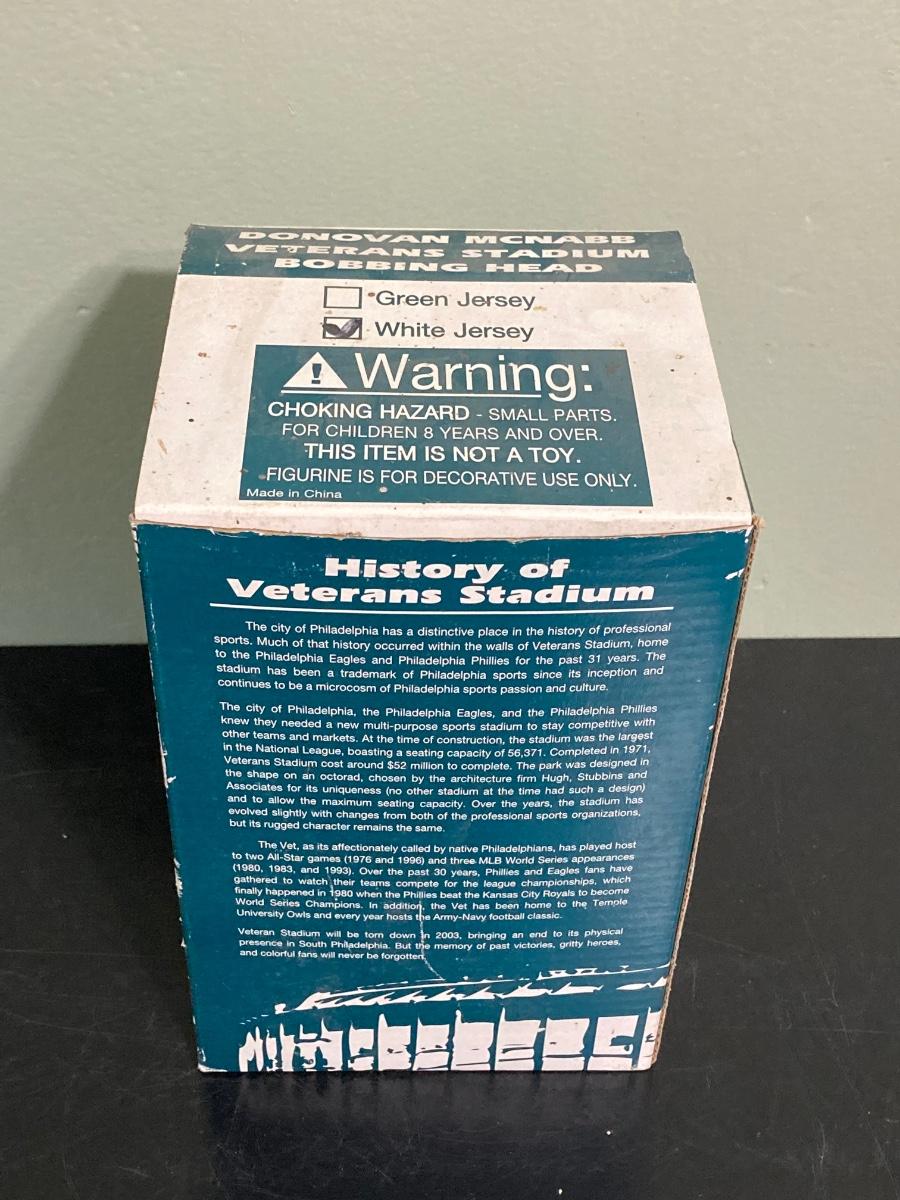 DONOVAN MCNABB
VETERANS STADIUM
BOBBING HEAD
Green Jersey
White Jersey
Warning:
CHOKING HAZARD - SMALL PARTS.
FOR CHILDREN 8 YEARS AND OVER.
THIS ITEM IS NOT A TOY.
FIGURINE IS FOR DECORATIVE USE ONLY.
Made in China
History of
Veterans Stadium
The city of Philadelphia has a distinctive place in the history of professional
sports. Much of that history occurred within the walls of Veterans Stadium, home
to the Philadelphia Eagles and Philadelphia Phillies for the past 31 years. The
stadium has been a trademark of Philadelphia sports since its inception and
continues to be a microcosm of Philadelphia sports passion and culture.
The city of Philadelphia, the Philadelphia Eagles, and the Philadelphia Phillies
knew they needed a new multi-purpose sports stadium to stay competitive with
other teams and markets. At the time of construction, the stadium was the largest
in the National League, boasting a seating capacity of 56,371. Completed in 1971,
Veterans Stadium cost around $52 million to complete. The park was designed in
the shape on an octorad, chosen by the architecture firm Hugh, Stubbins and
Associates for its uniqueness (no other stadium at the time had such a design)
and to allow the maximum seating capacity. Over the years, the stadium has
evolved slightly with changes from both of the professional sports organizations,
but its rugged character remains the same.
The Vet, as its affectionately called by native Philadelphians, has played host
to two All-Star games (1976 and 1996) and three MLB World Series appearances
(1980, 1983, and 1993). Over the past 30 years, Phillies and Eagles fans have
gathered to watch their teams compete for the league championships, which
finally happened in 1980 when the Phillies beat the Kansas City Royals to become
World Series Champions. In addition, the Vet has been home to the Temple
University Owls and every year hosts the Army-Navy football classic.
Veteran Stadium will be torn down in 2003, bringing an end to its physical
presence in South Philadelphia. But the memory of past victories, gritty heroes,
and colorful fans will never be forgotten.